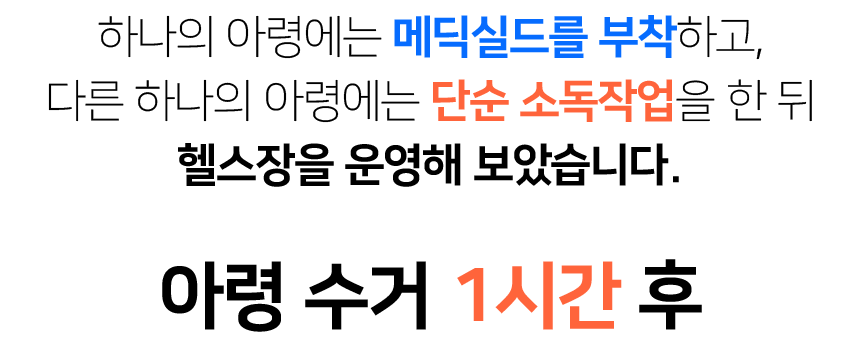 하나의 아령에는 메딕실드를 부착하고,
다른 하나의 아령에는 단순 소독작업을 한 뒤
헬스장을 운영해 보았습니다.
아령 수거 1시간 후